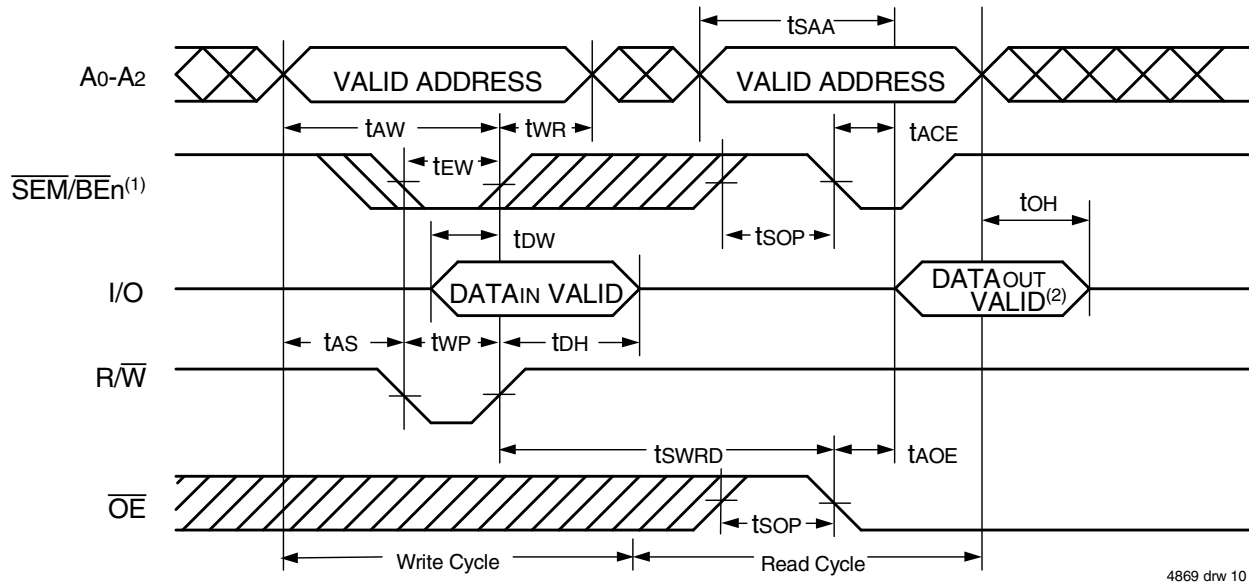 tSAA
A0-A2
VALID ADDRESS VALID ADDRESS
tAW tWR tACE
tEW
SEM/BEn(1)
tSOP tOH
tDW
I/O
DATAIN VALID
DATAOUT
VALID(2)
tAS tWP tDH
R/W
tSWRD tAOE
OE
tSOP
Write Cycle Read Cycle
4869 drw 10